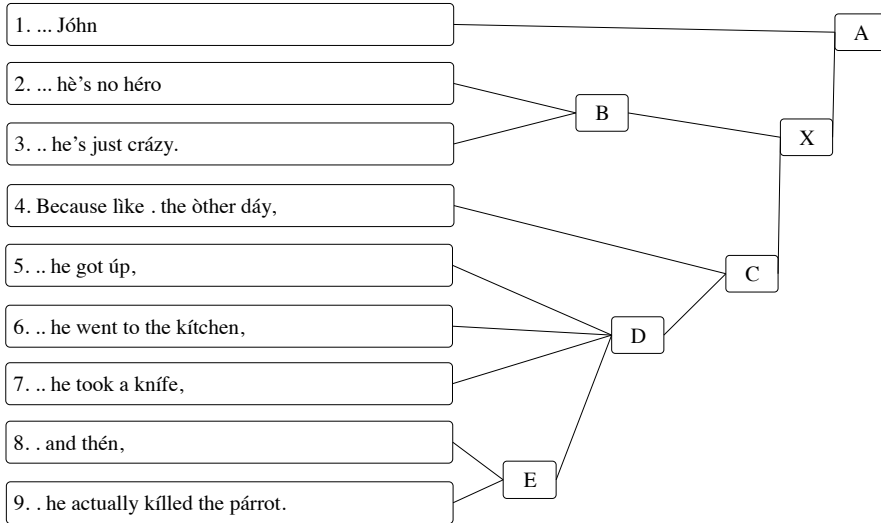 1. ... Jóhn
A
2. ... hè’s no héro
B
3. .. he’s just crázy.
X
4. Because lìke . the òther dáy,
5. .. he got úp,
C
6. .. he went to the kítchen,
D
7. .. he took a knífe,
8. . and thén,
E
9. . he actually kílled the párrot.